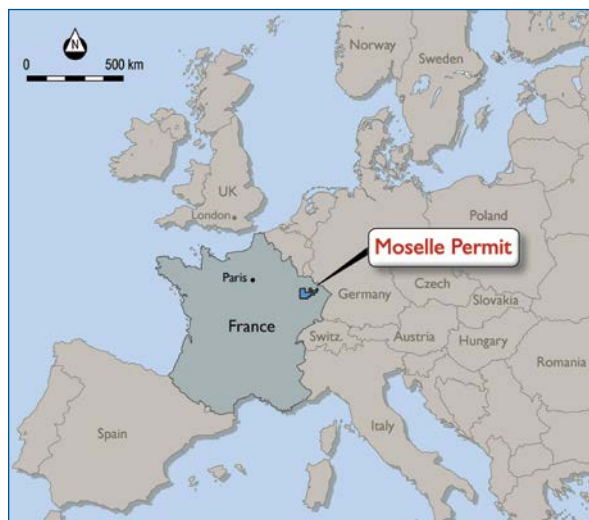 N
0 500 km
Norway
Sweden
UK
London
Poland
Moselle Permit
Paris
Germany
Czech
Slovakia
France
Switz.
Austria
Hungary
Romania
Spain
Italy